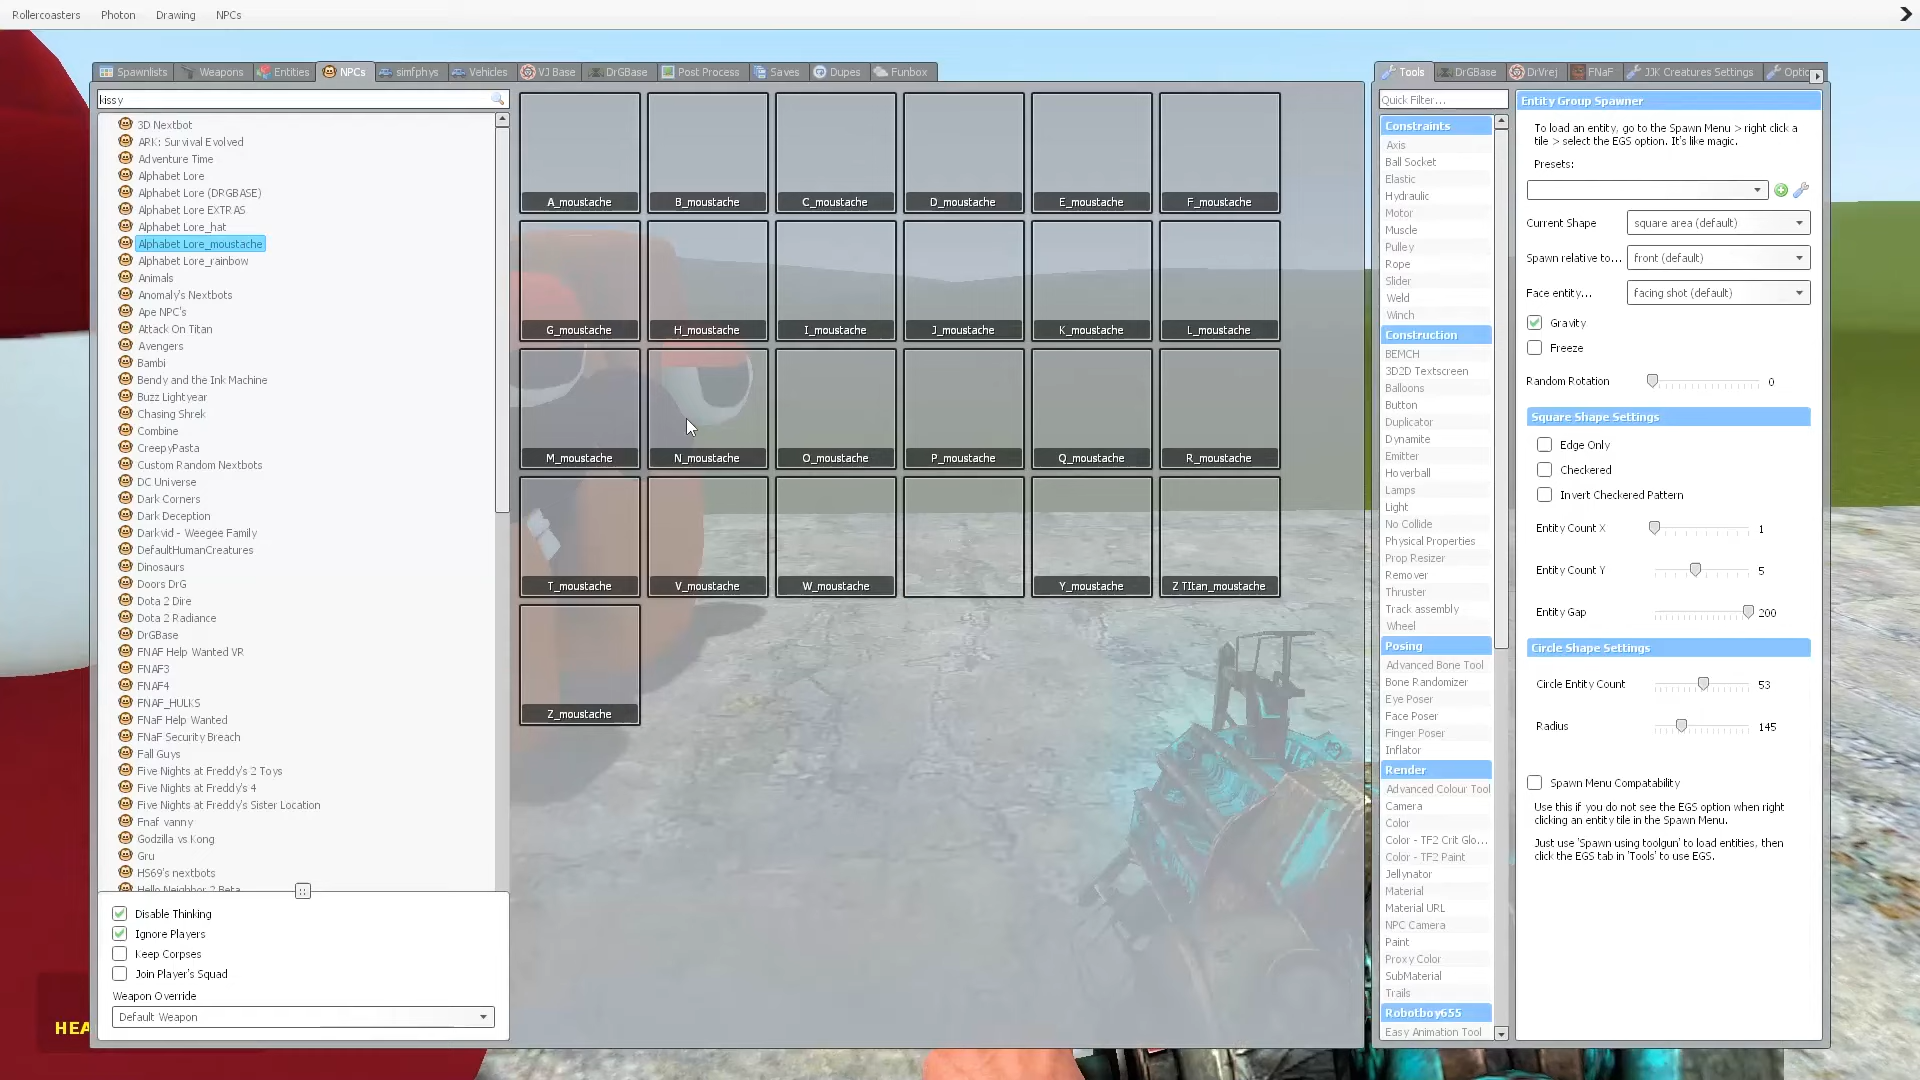 Rollercoasters Photon Drawing NPCs
Spawnlists Weapons Entities NPCs simfphys Vehicles VJ Base DrGBase Post Process Saves Dupes Funbox
kissy
3D Nextbot
ARK: Survival Evolved
Adventure Time
Alphabet Lore
Alphabet Lore (DRGBASE)
Alphabet Lore EXTRAS
Alphabet Lore_hat
Alphabet Lore_moustache
Alphabet Lore_rainbow
Animals
Anomaly's Nextbots
Ape NPC's
Attack On Titan
Avengers
Bambi
Bendy and the Ink Machine
Buzz Lightyear
Chasing Shrek
Combine
CreepyPasta
Custom Random Nextbots
DC Universe
Dark Corners
Dark Deception
Darkvid - Weegee Family
DefaultHumanCreatures
Dinosaurs
Doors DrG
Dota 2 Dire
Dota 2 Radiance
DrGBase
FNAF Help Wanted VR
FNAF3
FNAF4
FNAF_HULKS
FNaF Help Wanted
FNaF Security Breach
Fall Guys
Five Nights at Freddy's 2 Toys
Five Nights at Freddy's 4
Five Nights at Freddy's Sister Location
Fnaf vanny
Godzilla vs Kong
Gru
HS69's nextbots
Hello Neighbor 2 Beta
Disable Thinking
Ignore Players
Keep Corpses
Join Player's Squad
Weapon Override
Default Weapon
HEA
A_moustache B_moustache C_moustache D_moustache E_moustache F_moustache
G_moustache H_moustache I_moustache J_moustache K_moustache L_moustache
M_moustache N_moustache O_moustache P_moustache Q_moustache R_moustache
T_moustache V_moustache W_moustache Y_moustache Z TItan_moustache
Z_moustache
Tools DrGBase DrVrej FNaF JJK Creatures Settings Optic
Quick Filter...
Constraints
Axis
Ball Socket
Elastic
Hydraulic
Motor
Muscle
Pulley
Rope
Slider
Weld
Winch
Construction
BEMCH
3D2D Textscreen
Balloons
Button
Duplicator
Dynamite
Emitter
Hoverball
Lamps
Light
No Collide
Physical Properties
Prop Resizer
Remover
Thruster
Track assembly
Wheel
Posing
Advanced Bone Tool
Bone Randomizer
Eye Poser
Face Poser
Finger Poser
Inflator
Render
Advanced Colour Tool
Camera
Color
Color - TF2 Crit Glo...
Color - TF2 Paint
Jellynator
Material
Material URL
NPC Camera
Paint
Proxy Color
SubMaterial
Trails
Robotboy655
Easy Animation Tool
Entity Group Spawner
To load an entity, go to the Spawn Menu > right click a
tile > select the EGS option. It's like magic.
Presets:
Current Shape square area (default)
Spawn relative to... front (default)
Face entity... facing shot (default)
Gravity
Freeze
Random Rotation 0
Square Shape Settings
Edge Only
Checkered
Invert Checkered Pattern
Entity Count X 1
Entity Count Y 5
Entity Gap 200
Circle Shape Settings
Circle Entity Count 53
Radius 145
Spawn Menu Compatability
Use this if you do not see the EGS option when right
clicking an entity tile in the Spawn Menu.
Just use 'Spawn using toolgun' to load entities, then
click the EGS tab in 'Tools' to use EGS.